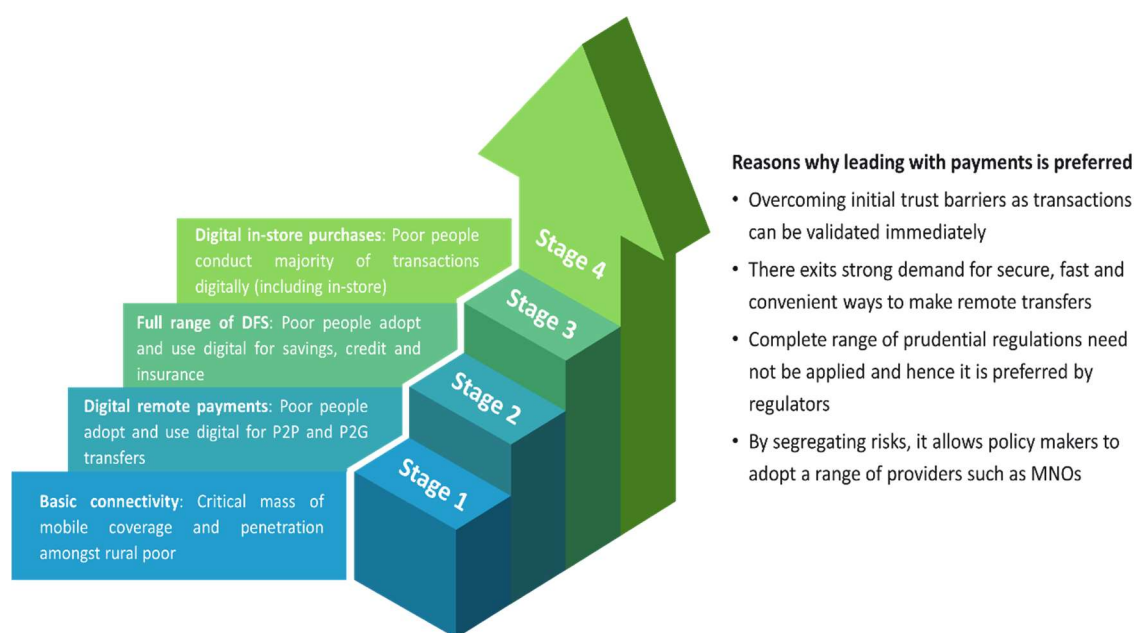 Digital in-store purchases: Poor people
conduct majority of transactions
digitally (including in-store)
Full range of DFS: Poor people adopt
and use digital for savings, credit and
insurance
Digital remote payments: Poor people
adopt and use digital for P2P and P2G
transfers
Basic connectivity: Critical mass of
mobile coverage and penetration
amongst rural poor
Stage 4
Stage 3
Stage 2
Stage 1
Reasons why leading with payments is preferred
• Overcoming initial trust barriers as transactions
can be validated immediately
• There exits strong demand for secure, fast and
convenient ways to make remote transfers
• Complete range of prudential regulations need
not be applied and hence it is preferred by
regulators
• By segregating risks, it allows policy makers to
adopt a range of providers such as MNOs